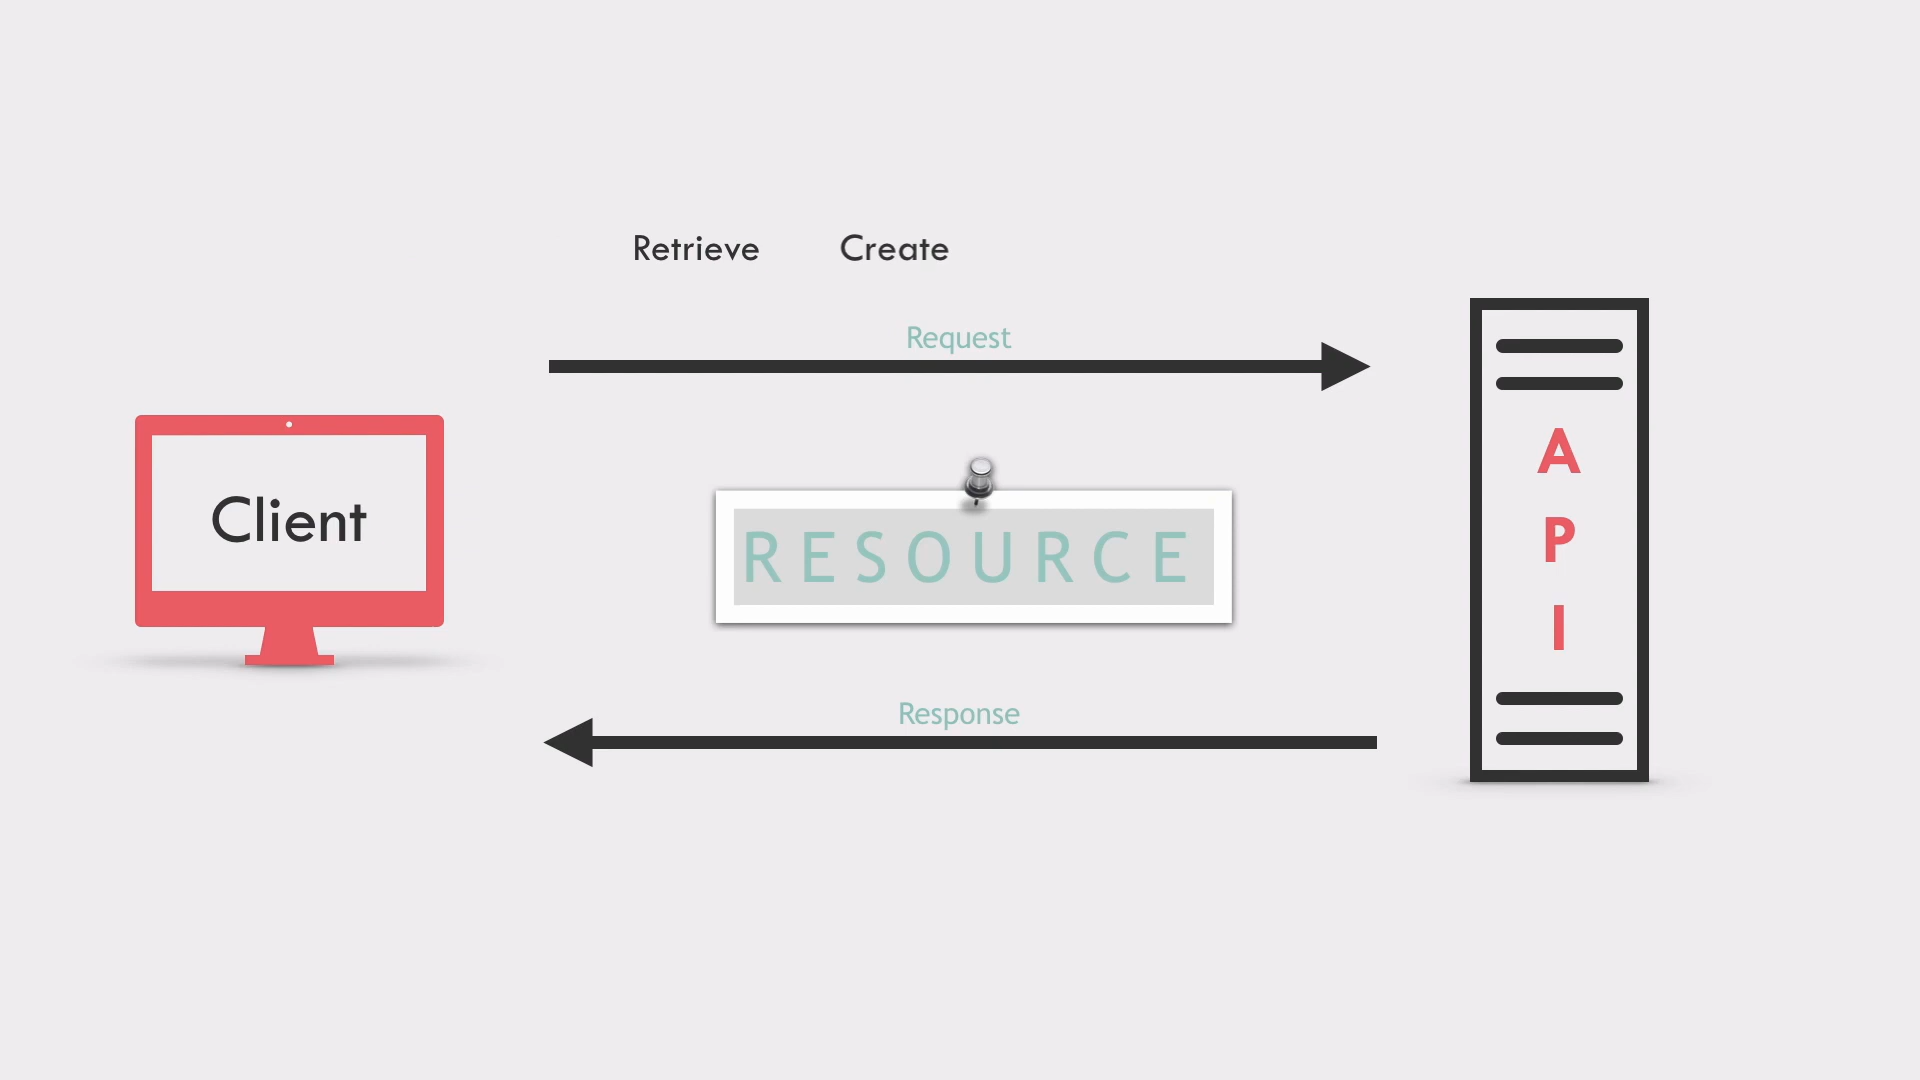 Retrieve Create
Request
Client
RESOURCE
A
P
I
Response